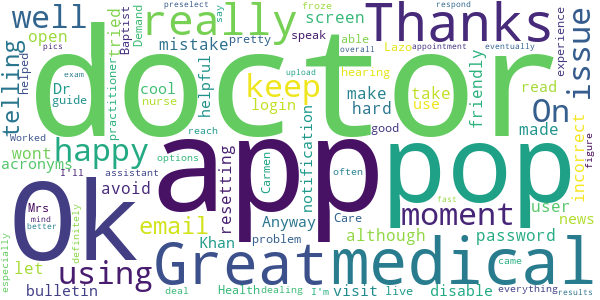 well really Thanks preselect say froze respond
open tried Baptist Demand screen pretty speak able overall Lazo appointment eventually issue experience
pics mistake
telling doctor
exam helped Dr guide cool nurse practitioner helpful keep login hearing make hard take use friendly On read made good
Worked wont acronyms happy app pop incorrect figure
reach upload
options notification
I'll assistant avoid resetting Carmen often
Ok Mrs mind better email Anyway Care moment user news
Khan problem although password fast
especially let definitely using Great medical disable came everything
bulletin deal Health dealing I'm visit live results